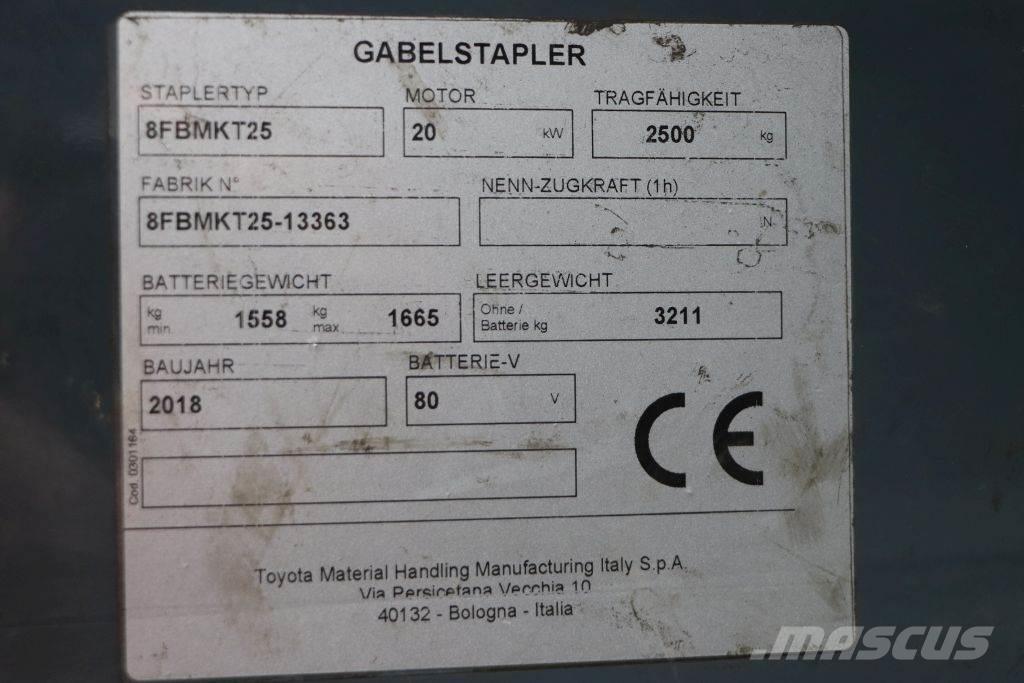 GABELSTAPLER
STAPLERTYP MOTOR TRAGFÄHIGKEIT
8FBMKT25 20 kW 2500 kg
FABRIK N° NENN-ZUGKRAFT (1h)
8FBMKT25-13363 N
BATTERIEGEWICHT LEERGEWICHT
kg min. 1558 kg max 1665 Ohne / Batterie kg 3211
BAUJAHR BATTERIE-V
2018 80 V
CE
Cod. 0301164
Toyota Material Handling Manufacturing Italy S.p.A.
Via Persicetana Vecchia 10
40132 - Bologna - Italia
MASCUS